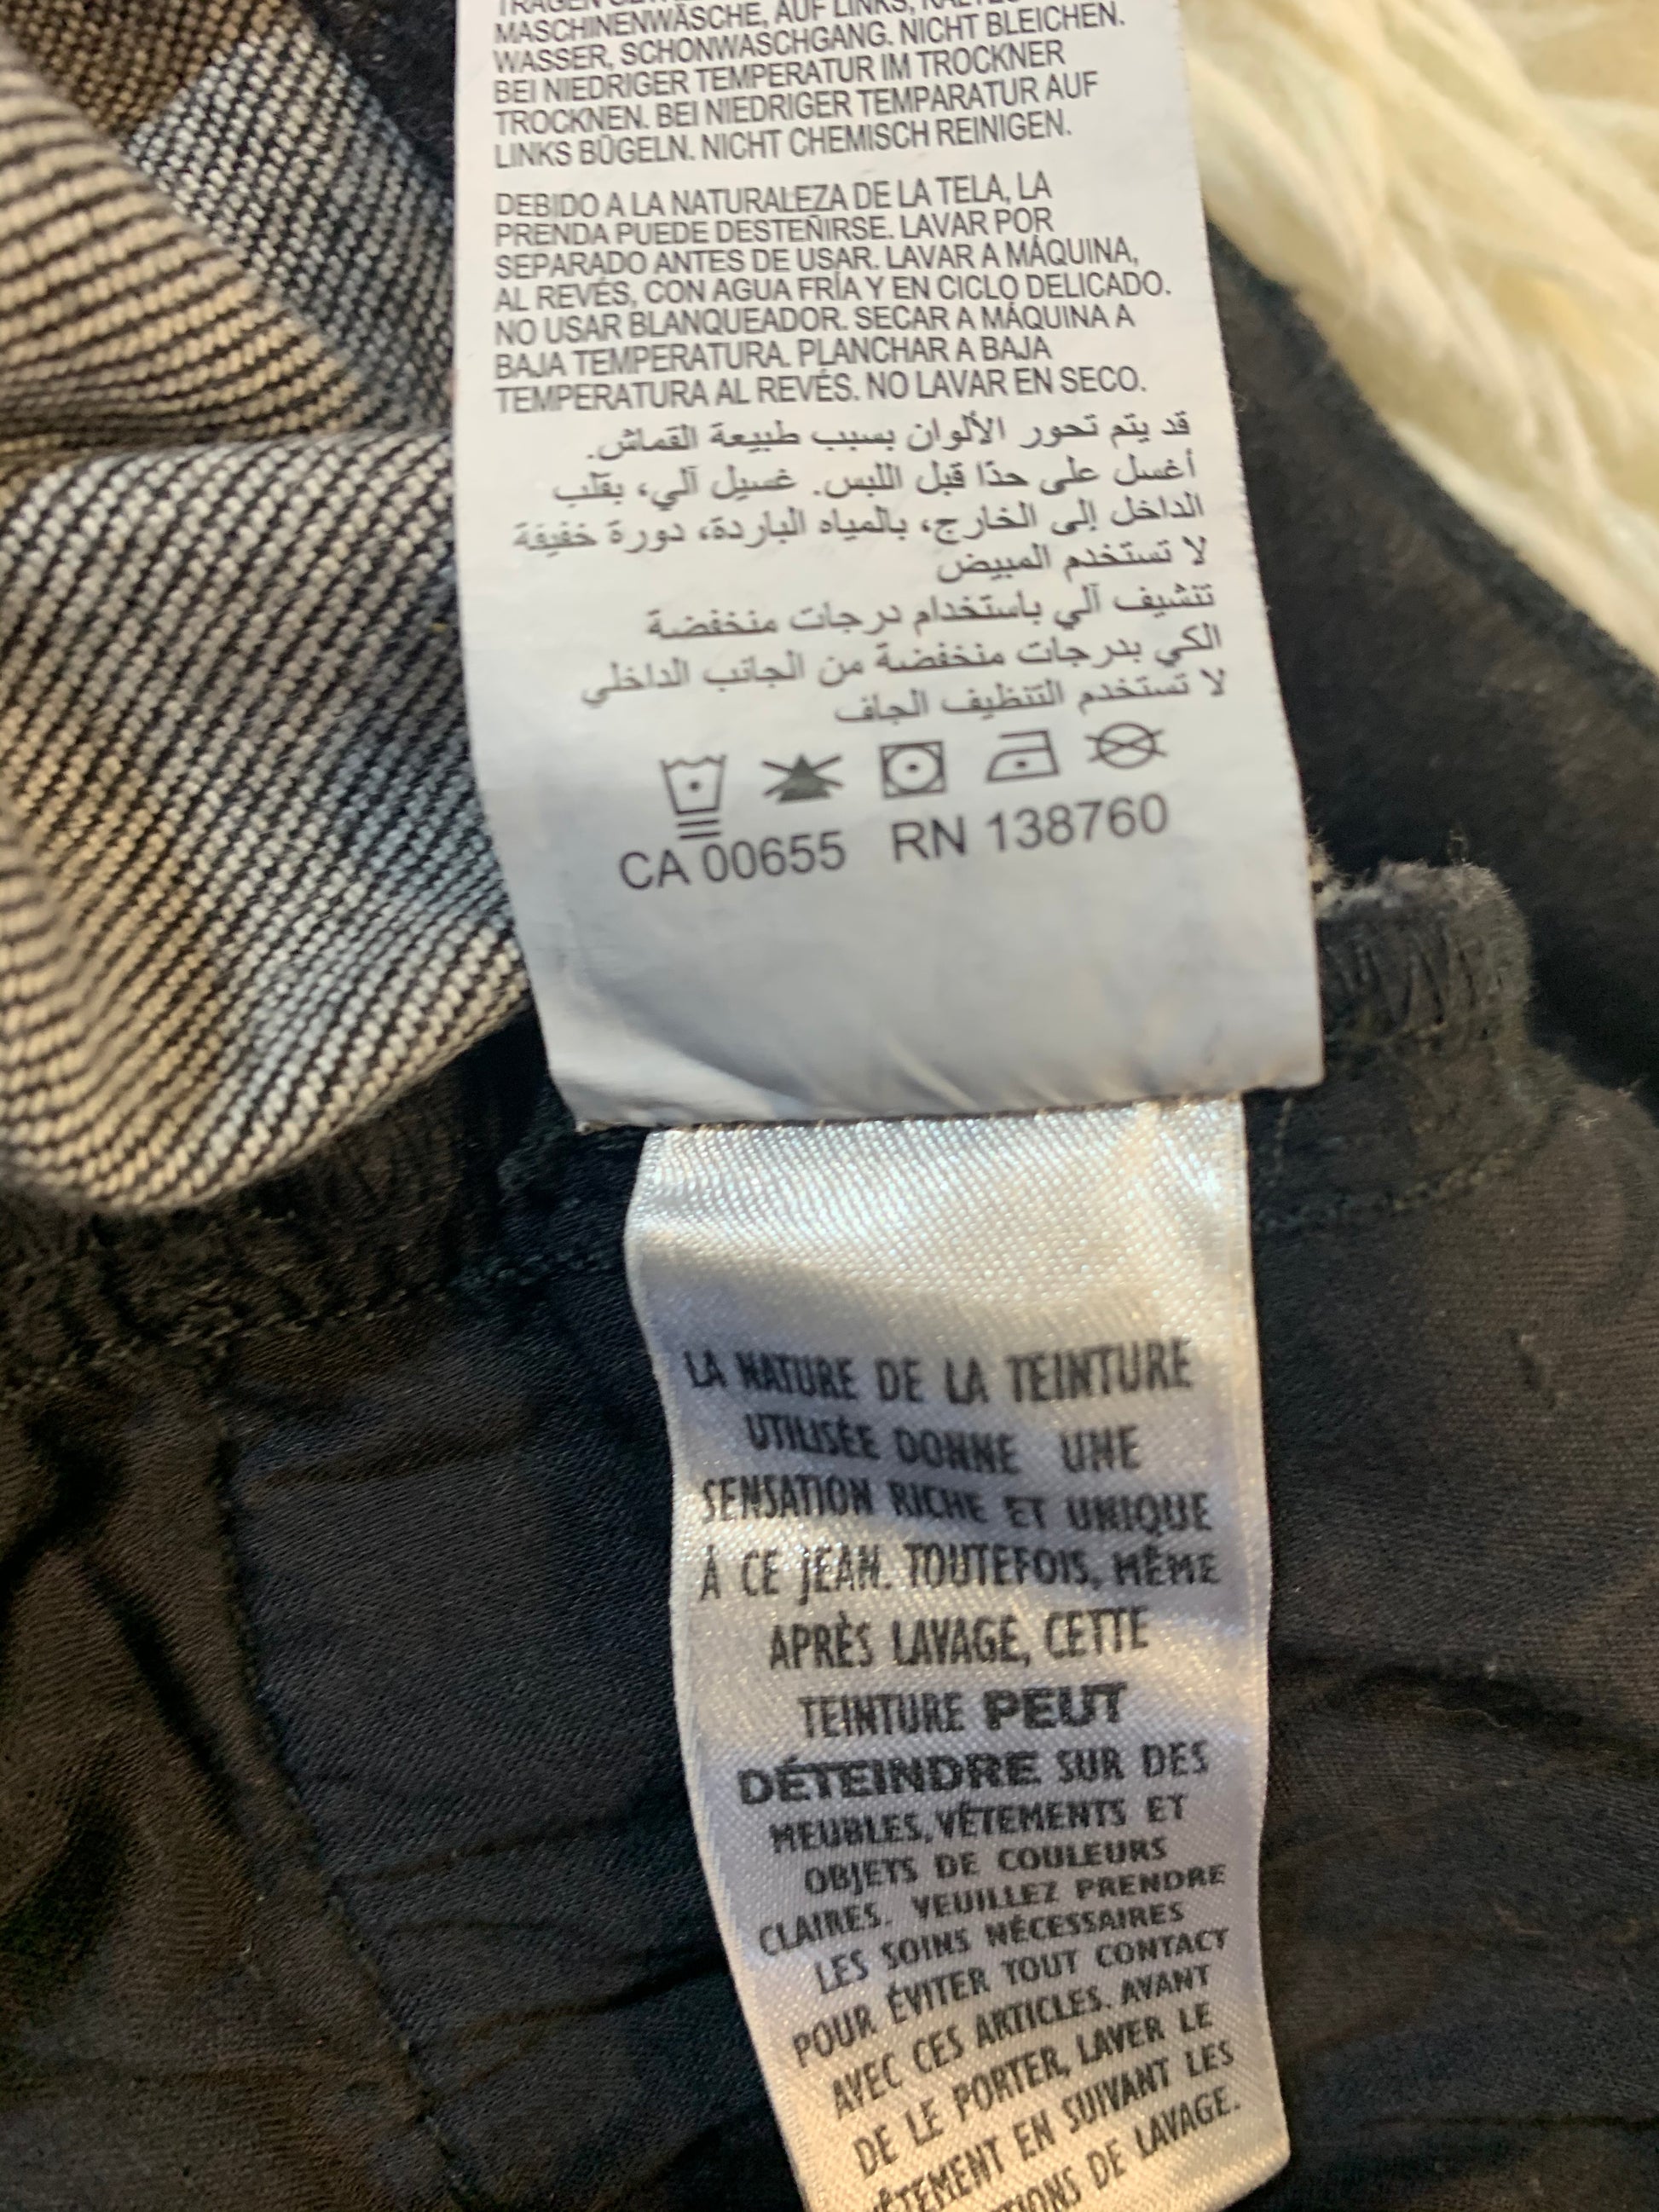 MASCHINENWÄSCHE, AUF LINKS,
WASSER, SCHONWASCHGANG. NICHT BLEICHEN.
BEI NIEDRIGER TEMPERATUR IM TROCKNER
TROCKNEN. BEI NIEDRIGER TEMPARATUR AUF
LINKS BÜGELN. NICHT CHEMISCH REINIGEN.
DEBIDO A LA NATURALEZA DE LA TELA, LA
PRENDA PUEDE DESTEÑIRSE. LAVAR POR
SEPARADO ANTES DE USAR. LAVAR A MÁQUINA,
AL REVÉS, CON AGUA FRÍA Y EN CICLO DELICADO.
NO USAR BLANQUEADOR. SECAR A MÁQUINA A
BAJA TEMPERATURA. PLANCHAR A BAJA
TEMPERATURA AL REVÉS. NO LAVAR EN SECO.
قد يتم تحور الألوان بسبب طبيعة القماش.
أغسل على حدًا قبل اللبس. غسيل آلي، بقلب
الداخل إلى الخارج، بالمياه الباردة، دورة خفيفة
لا تستخدم المبيض
تنشيف آلي باستخدام درجات منخفضة
الكي بدرجات منخفضة من الجانب الداخلي
لا تستخدم التنظيف الجاف
CA 00655 RN 138760
LA NATURE DE LA TEINTURE
UTILISÉE DONNE UNE
SENSATION RICHE ET UNIQUE
À CE JEAN. TOUTEFOIS, MÊME
APRÈS LAVAGE, CETTE
TEINTURE PEUT
DÉTEINDRE SUR DES
MEUBLES, VÊTEMENTS ET
OBJETS DE COULEURS
CLAIRES. VEUILLEZ PRENDRE
LES SOINS NÉCESSAIRES
POUR ÉVITER TOUT CONTACT
AVEC CES ARTICLES. AVANT
DE LE PORTER, LAVER LE
ÊTEMENT EN SUIVANT LES
TIONS DE LAVAGE.